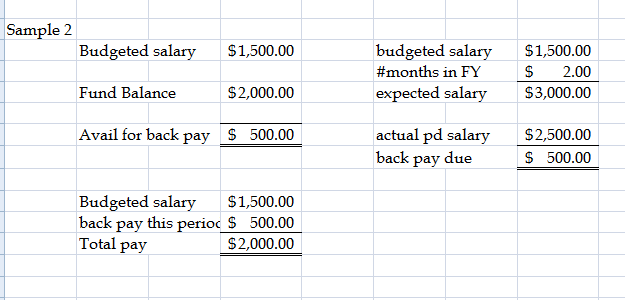 Sample 2
Budgeted salary $1,500.00 budgeted salary $1,500.00
#months in FY $ 2.00
Fund Balance $2,000.00 expected salary $3,000.00
Avail for back pay $ 500.00 actual pd salary $2,500.00
back pay due $ 500.00
Budgeted salary $1,500.00
back pay this perioc $ 500.00
Total pay $2,000.00